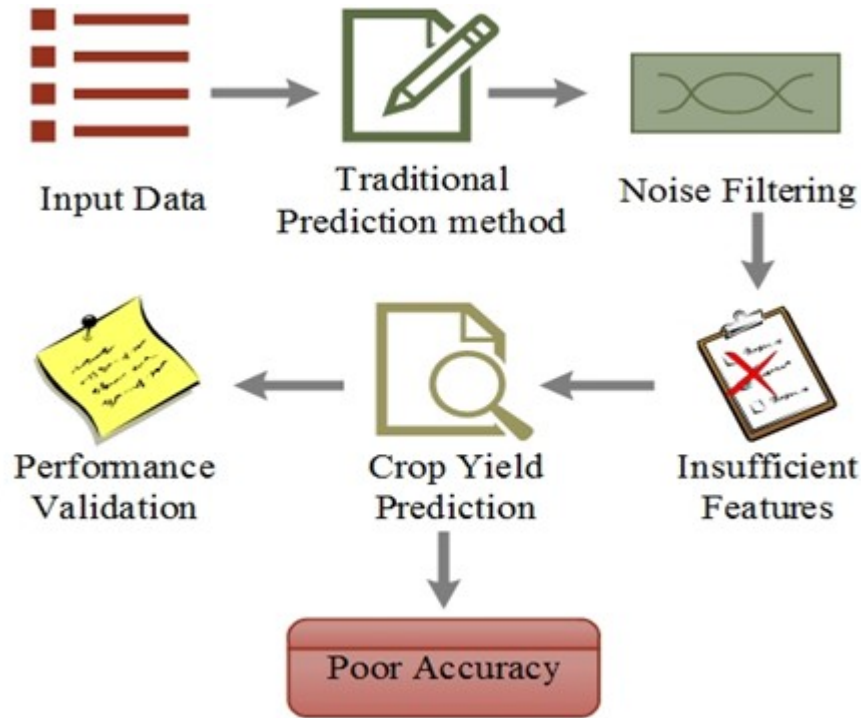 Input Data
Traditional
Prediction method
Noise Filtering
Performance
Validation
Crop Yield
Prediction
Insufficient
Features
Poor Accuracy